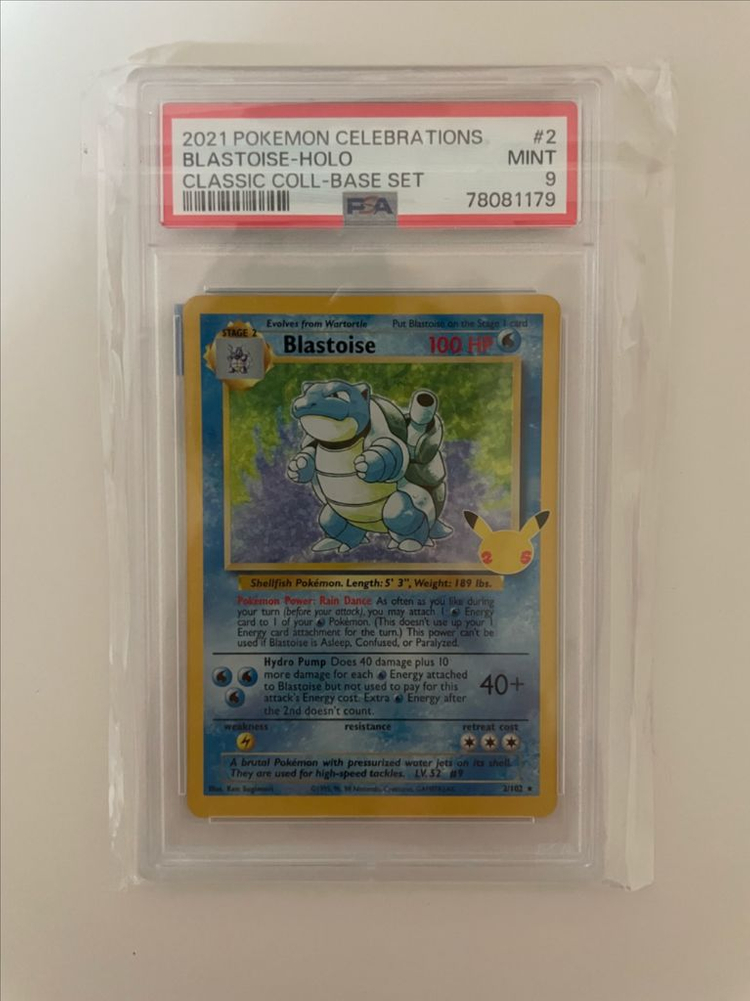 2021 POKEMON CELEBRATIONS #2
BLASTOISE-HOLO MINT
CLASSIC COLL-BASE SET 9
PSA 78081179
Evolves from Wartortle Put Blastoise on the Stage 1 card
STAGE 2
Blastoise 100 HP
2 5
Shellfish Pokémon. Length: 5' 3", Weight: 189 lbs.
Pokémon Power: Rain Dance As often as you like during
your turn (before your attack), you may attach 1 Energy
card to 1 of your Pokémon. (This doesn't use up your 1
Energy card attachment for the turn.) This power can't be
used if Blastoise is Asleep, Confused, or Paralyzed.
Hydro Pump Does 40 damage plus 10
more damage for each Energy attached
to Blastoise but not used to pay for this
attack's Energy cost. Extra Energy after
the 2nd doesn't count.
40+
weakness resistance retreat cost
A brutal Pokémon with pressurized water jets on its shell.
They are used for high-speed tackles. LV. 52 #9
Illus. Ken Sugimori 2/102